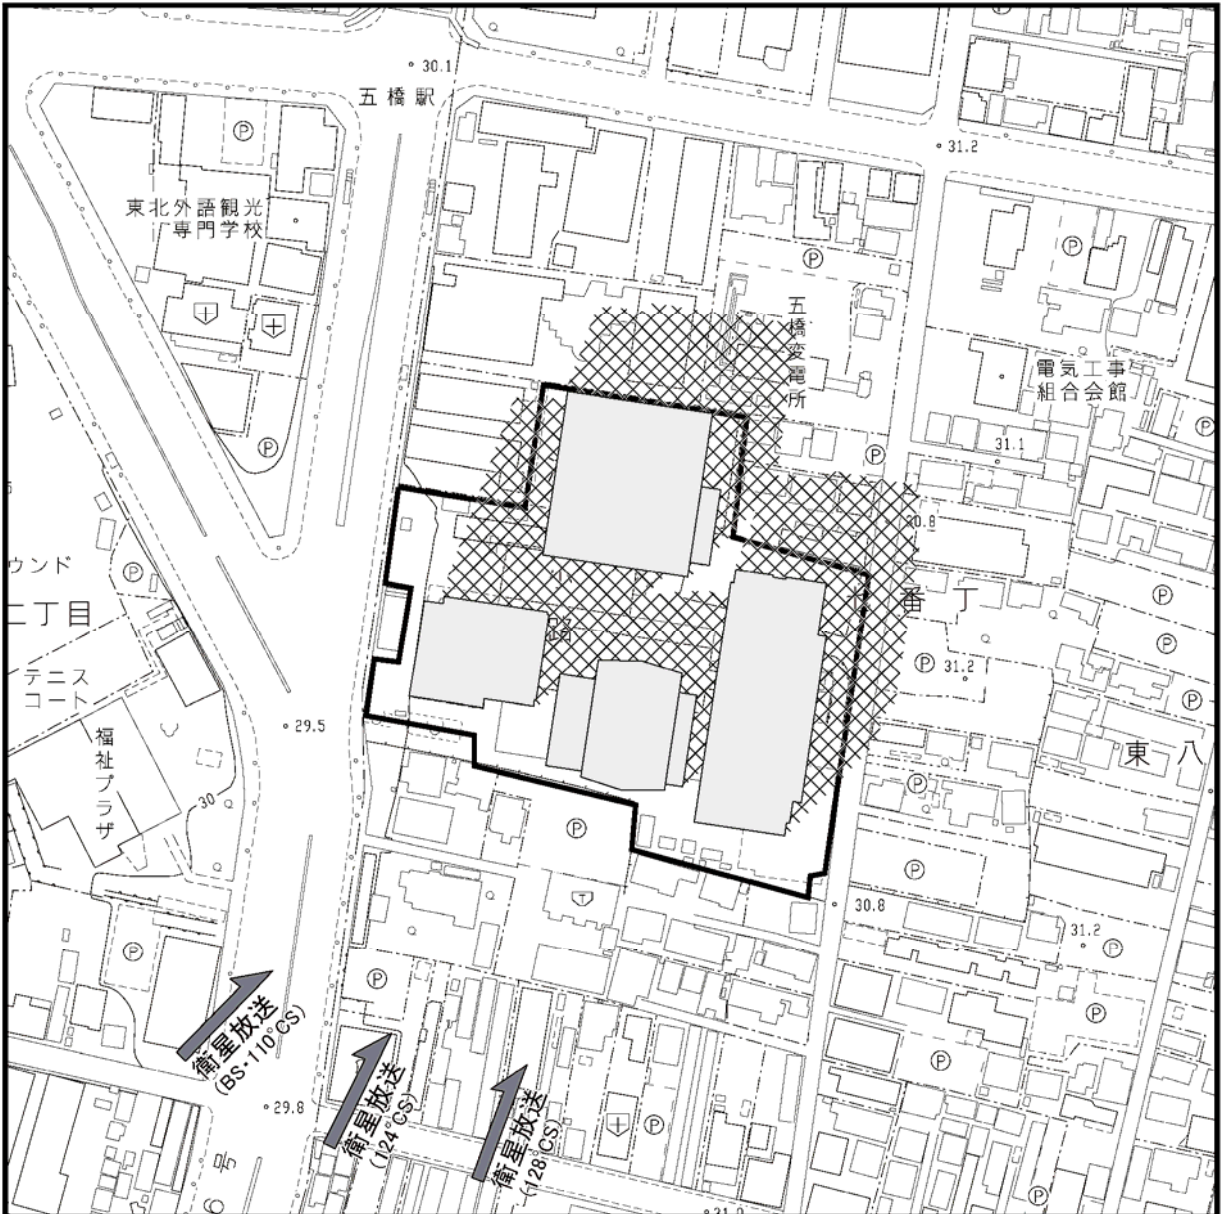 30.1
五橋駅
Ⓟ
31.2
東北外語観光
専門学校
Ⓟ
Ⓟ
五橋変電所
電気工事
組合会館
Ⓟ
Ⓟ
Ⓟ
31.1
30.8
ウンド
Ⓟ
二丁目
番丁
Ⓟ
Ⓟ
テニス
コート
Ⓟ
31.2
Ⓟ
29.5
福祉プラザ
東八
30
Ⓟ
Ⓟ
Ⓟ
30.8
31.2
Ⓟ
Ⓟ
Ⓟ
衛星放送
(BS・110°CS)
Ⓟ
衛星放送
(124°CS)
Ⓟ
衛星放送
(128°CS)
29.8
Ⓟ
6号
Ⓟ